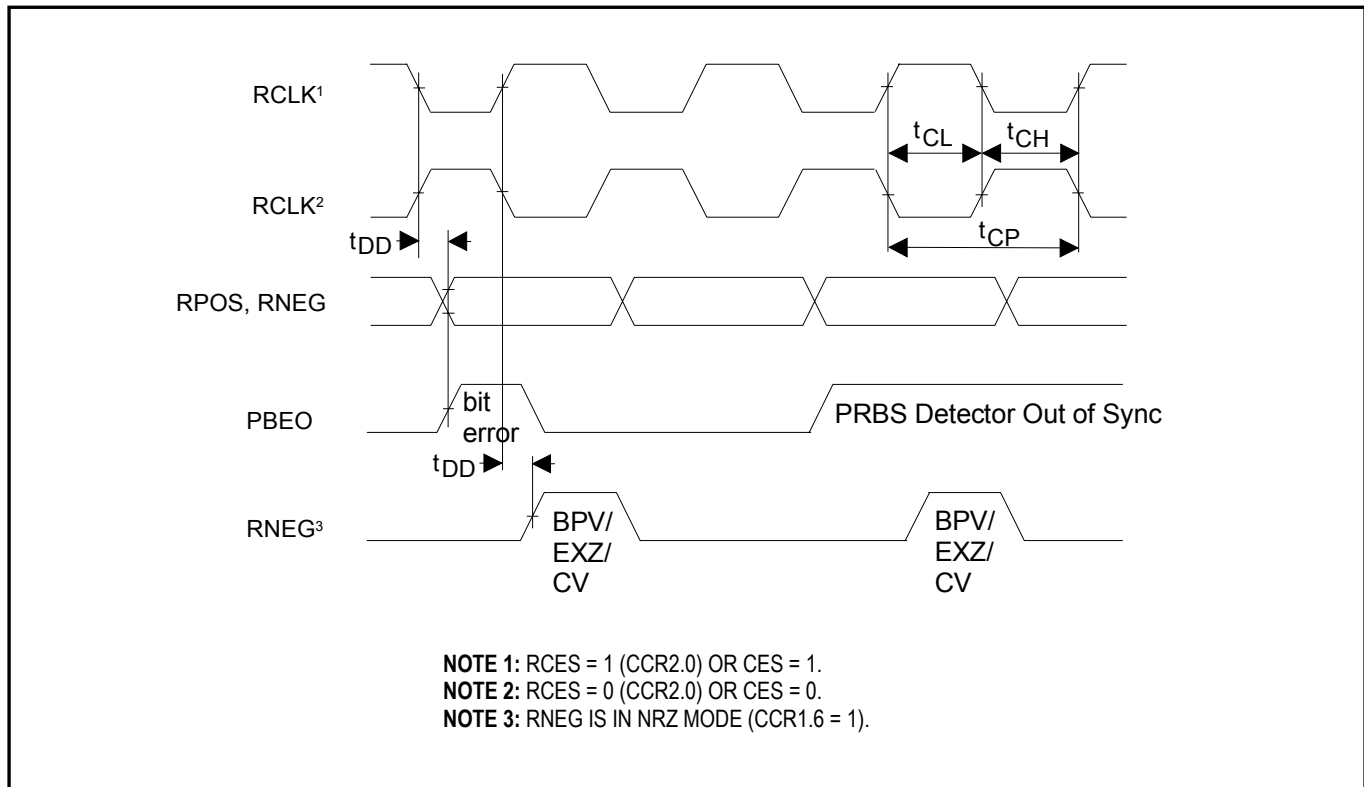 RCLK¹
tCL
tCH
RCLK²
tDD
tCP
RPOS, RNEG
PBEO
bit
error
PRBS Detector Out of Sync
tDD
RNEG³
BPV/
EXZ/
CV
BPV/
EXZ/
CV
NOTE 1: RCES = 1 (CCR2.0) OR CES = 1.
NOTE 2: RCES = 0 (CCR2.0) OR CES = 0.
NOTE 3: RNEG IS IN NRZ MODE (CCR1.6 = 1).